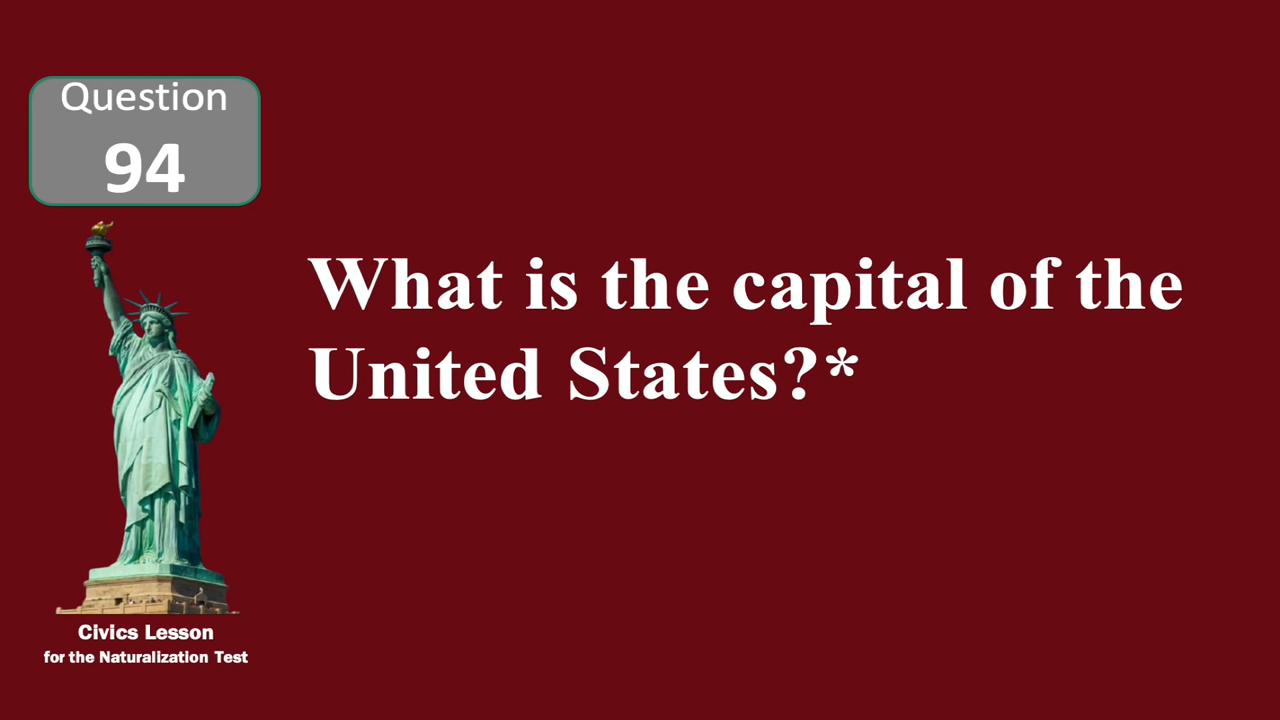 Question
94
What is the capital of the
United States?*
Civics Lesson
for the Naturalization Test